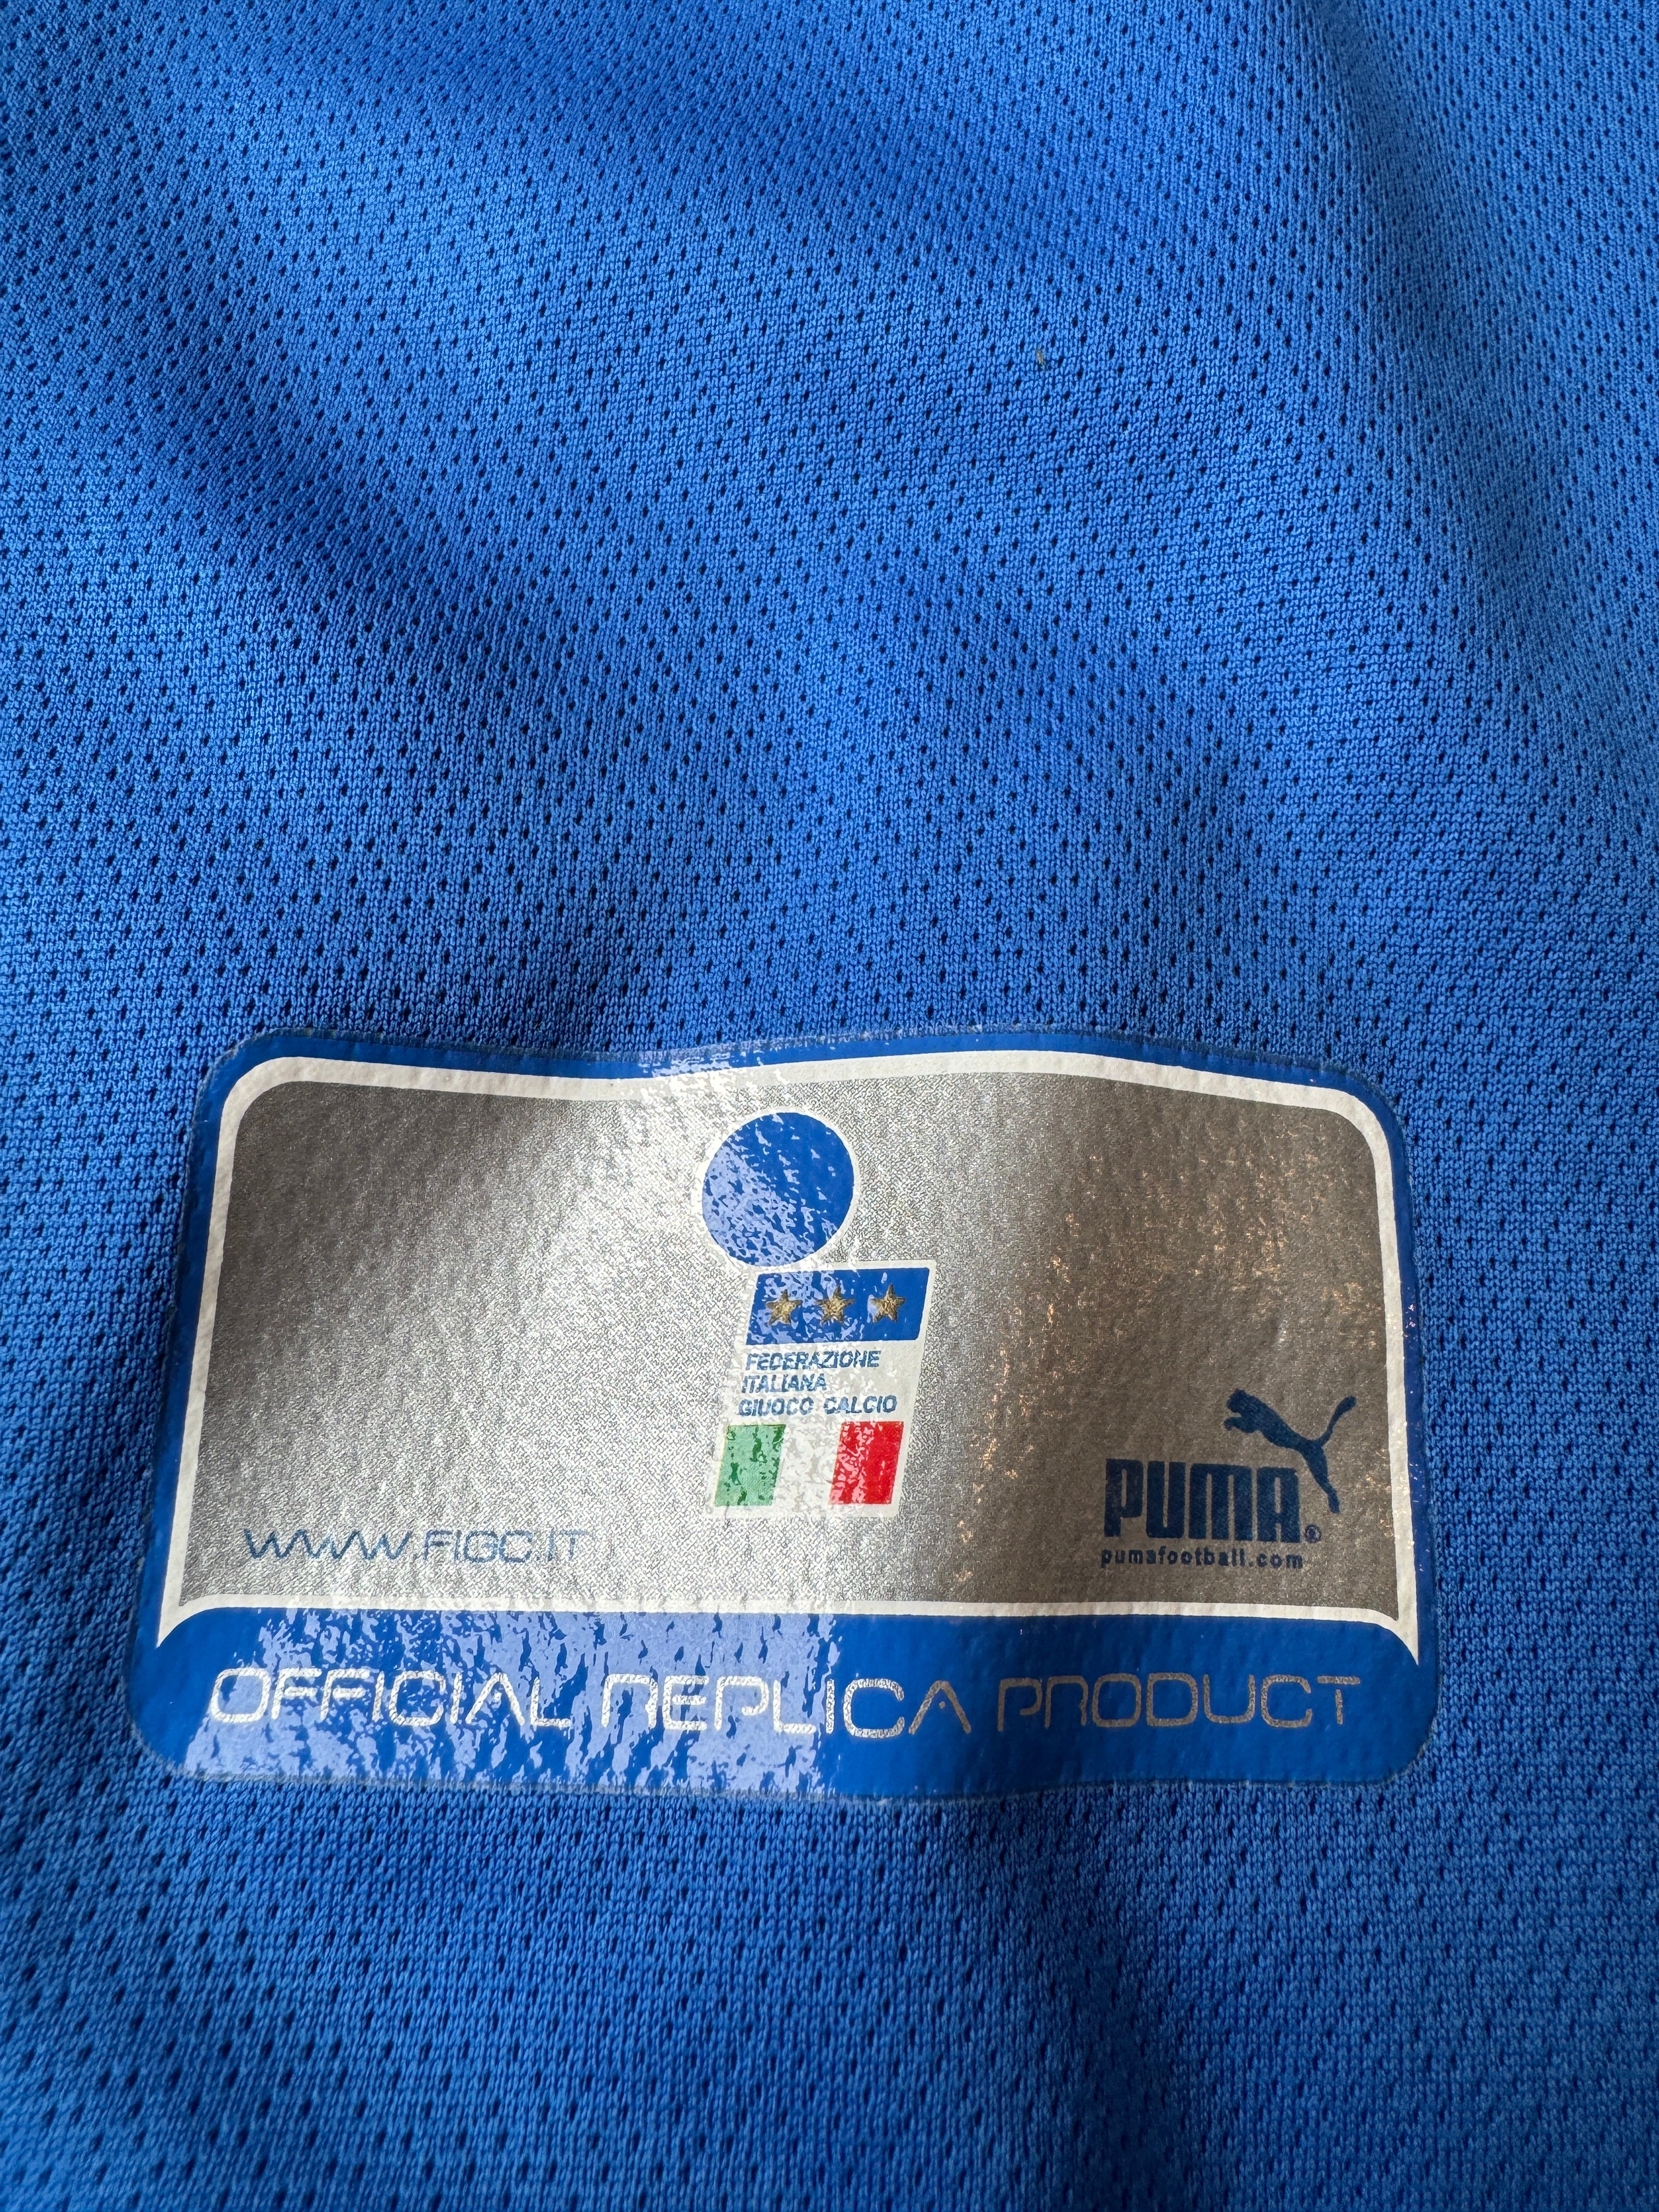 FEDERAZIONE
ITALIANA
GIUOCO CALCIO
WWW.FIGC.IT
PUMA®
pumafootball.com
OFFICIAL REPLICA PRODUCT